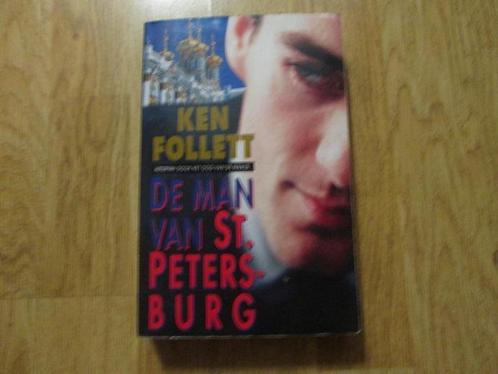 KEN
FOLLETT
DE MAN
VAN ST.
PETERS-
BURG